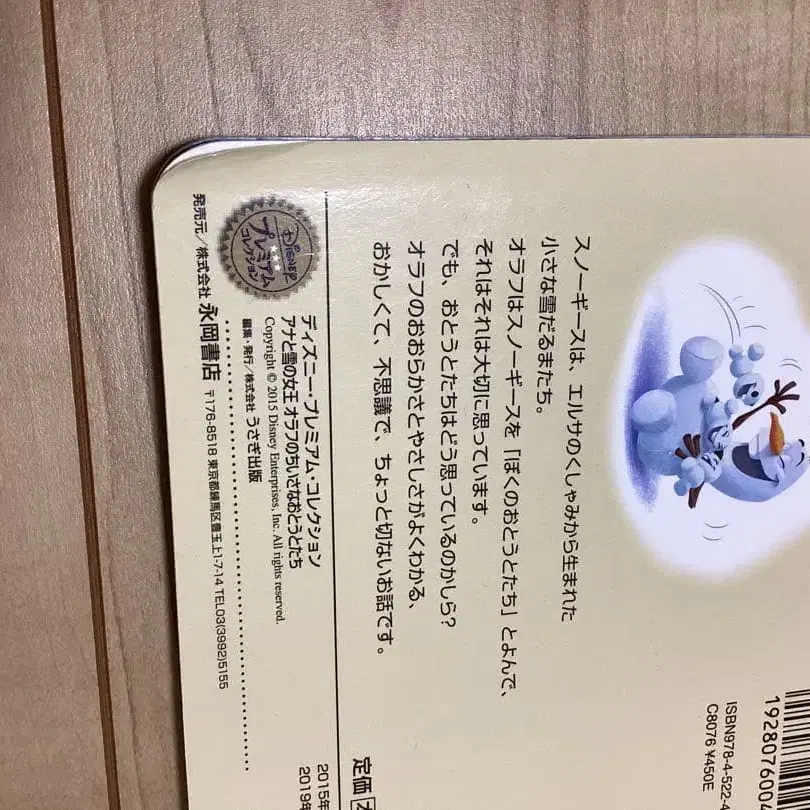 スノーギースは、エルサのくしゃみから生まれた
小さな雪だるまたち。
オラフはスノーギースを「ぼくのおとうとたち」とよんで、
それはそれは大切に思っています。
でも、おとうとたちはどう思っているのかしら？
オラフのおおらかさとやさしさがよくわかる、
おかしくて、不思議で、ちょっと切ないお話です。
Disney
プレミアム
コレクション
ディズニー・プレミアム・コレクション
アナと雪の女王 オラフのちいさなおとうとたち
Copyright © 2015 Disney Enterprises, Inc. All rights reserved.
編集・発行／株式会社 うさぎ出版
発売元／株式会社 永岡書店 〒176-8518 東京都練馬区豊玉上1-7-14 TEL03(3992)5155
192807600
ISBN978-4-522-4
C8076 ¥450E
定価
2015年
2019年